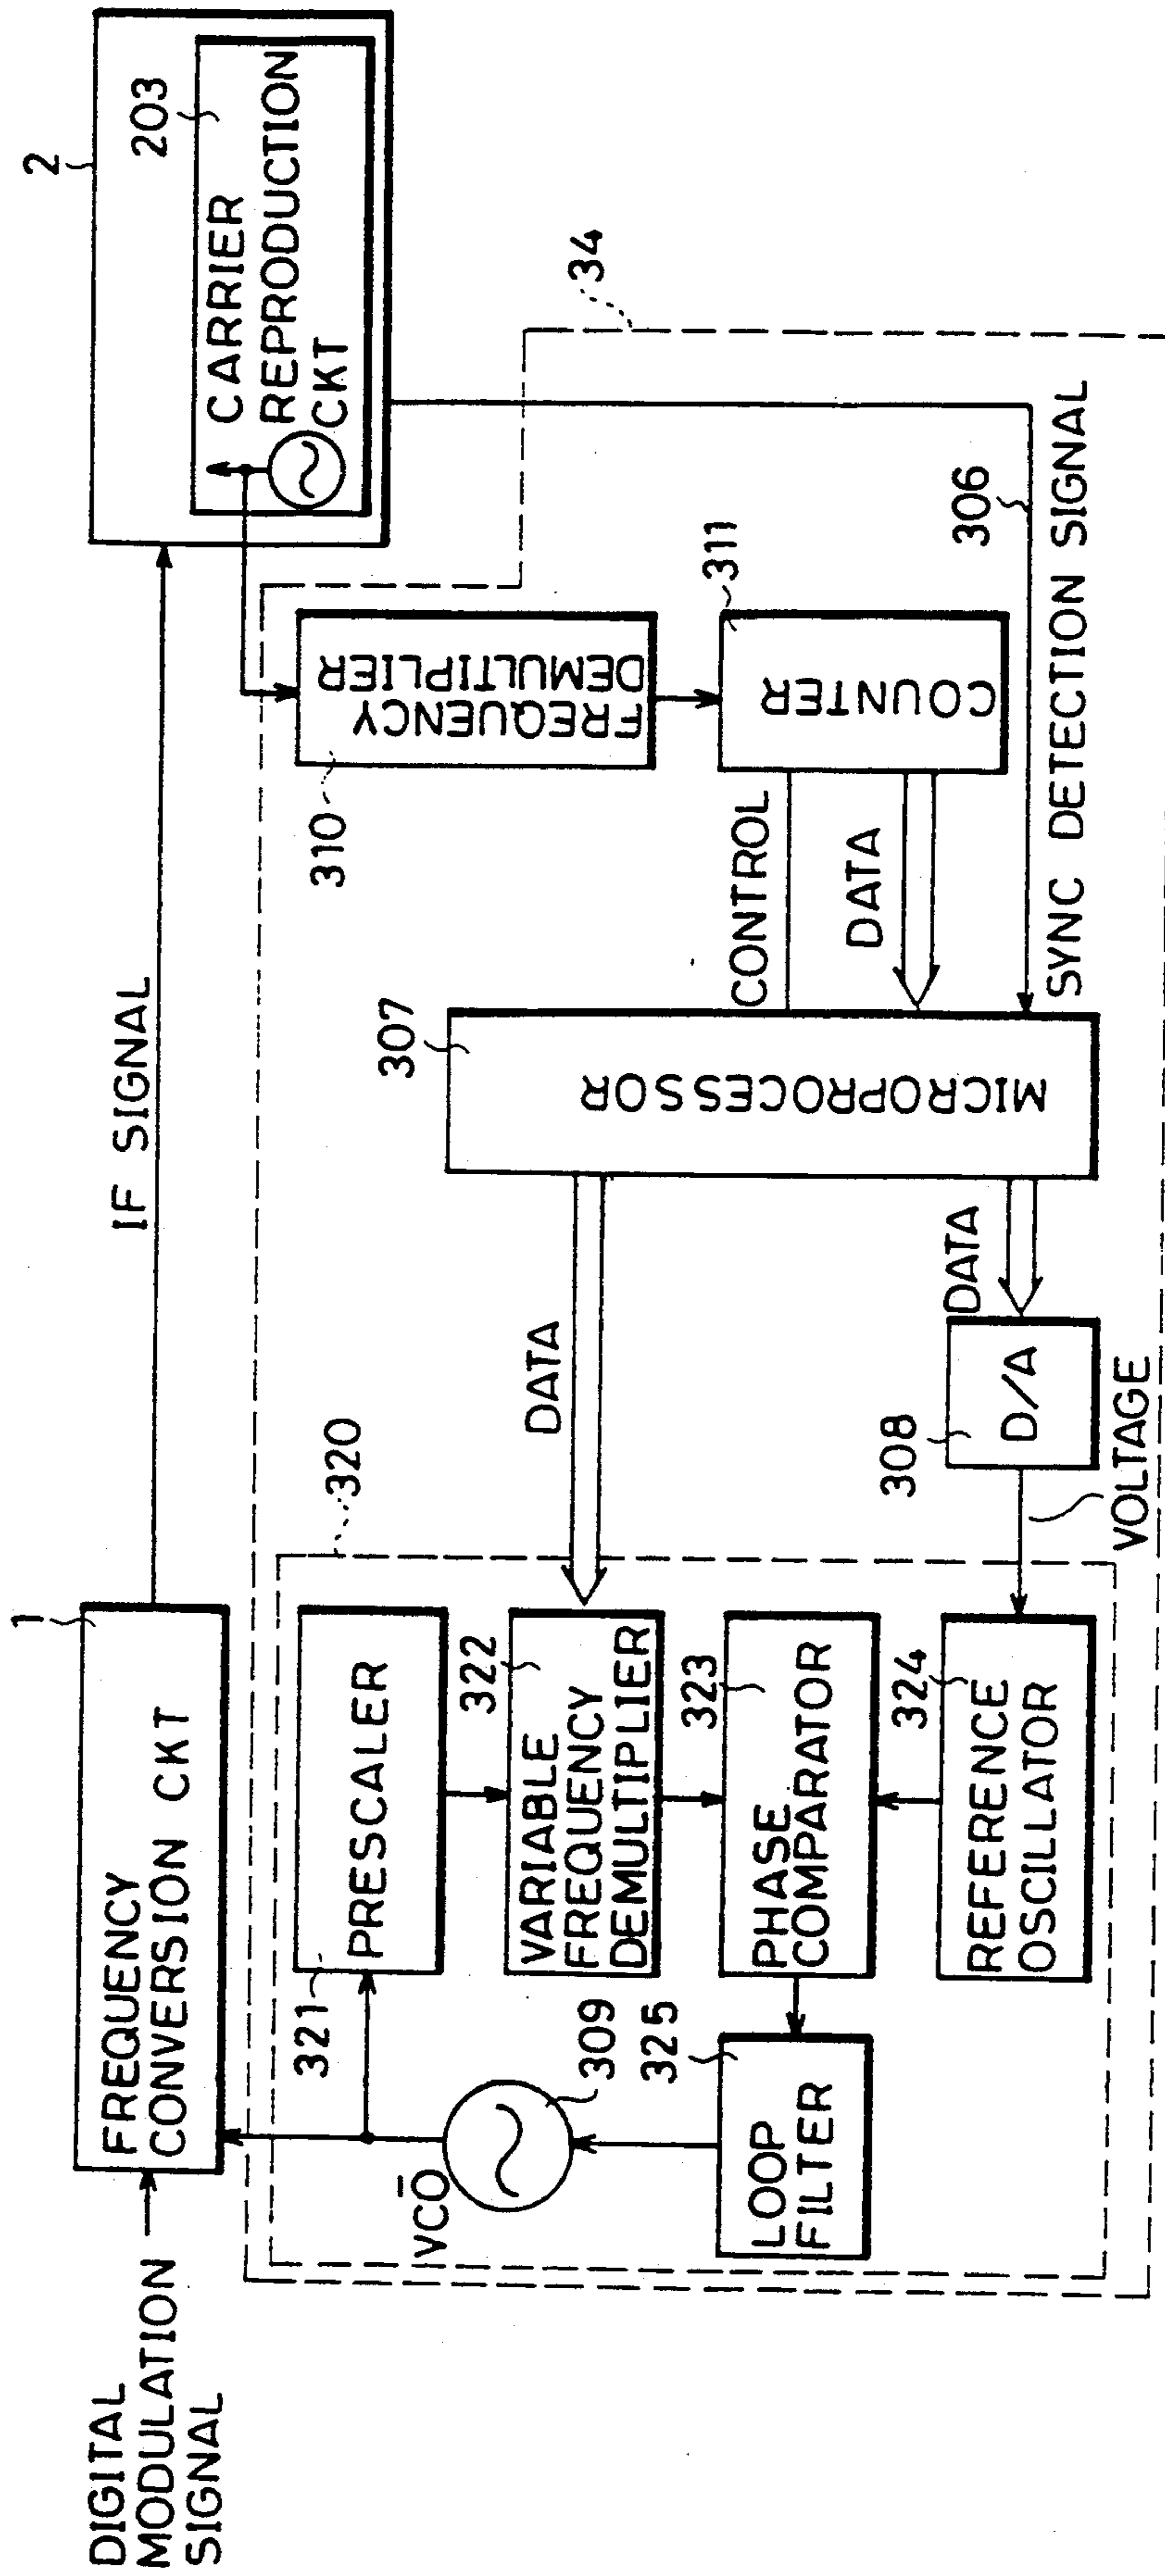 DIGITAL
MODULATION
SIGNAL
1
FREQUENCY
CONVERSION CKT
IF SIGNAL
2
203
CARRIER
REPRODUCTION
CKT
34
320
321
PRESCALER
322
VARIABLE
FREQUENCY
DEMULTIPLIER
323
PHASE
COMPARATOR
324
REFERENCE
OSCILLATOR
325
LOOP
FILTER
309
VCO
DATA
307
MICROPROCESSOR
DATA
308
D/A
VOLTAGE
310
FREQUENCY
DEMULTIPLIER
311
COUNTER
CONTROL
DATA
306
SYNC DETECTION SIGNAL